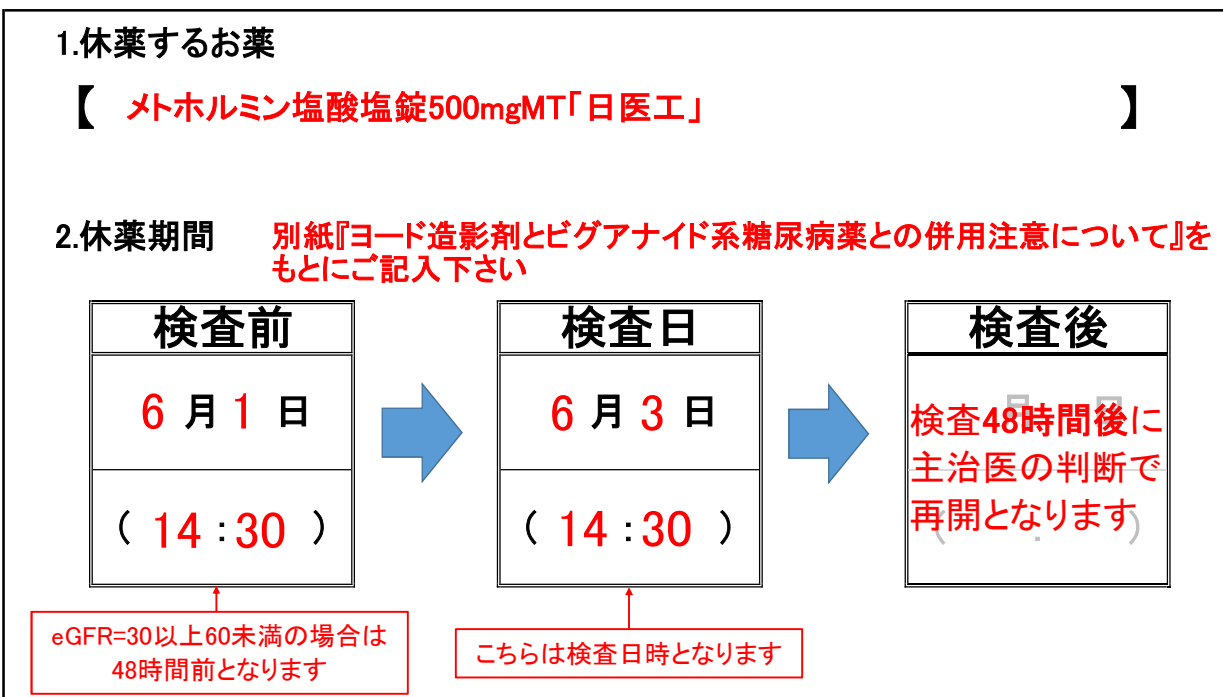 1.休薬するお薬
【 メトホルミン塩酸塩錠500mgMT「日医工」 】
2.休薬期間 別紙『ヨード造影剤とビグアナイド系糖尿病薬との併用注意について』を
もとにご記入下さい
検査前
6 月 1 日
( 14 : 30 )
eGFR=30以上60未満の場合は
48時間前となります
検査日
6 月 3 日
( 14 : 30 )
こちらは検査日時となります
検査後
月 日
検査48時間後に
主治医の判断で
再開となります
( : )